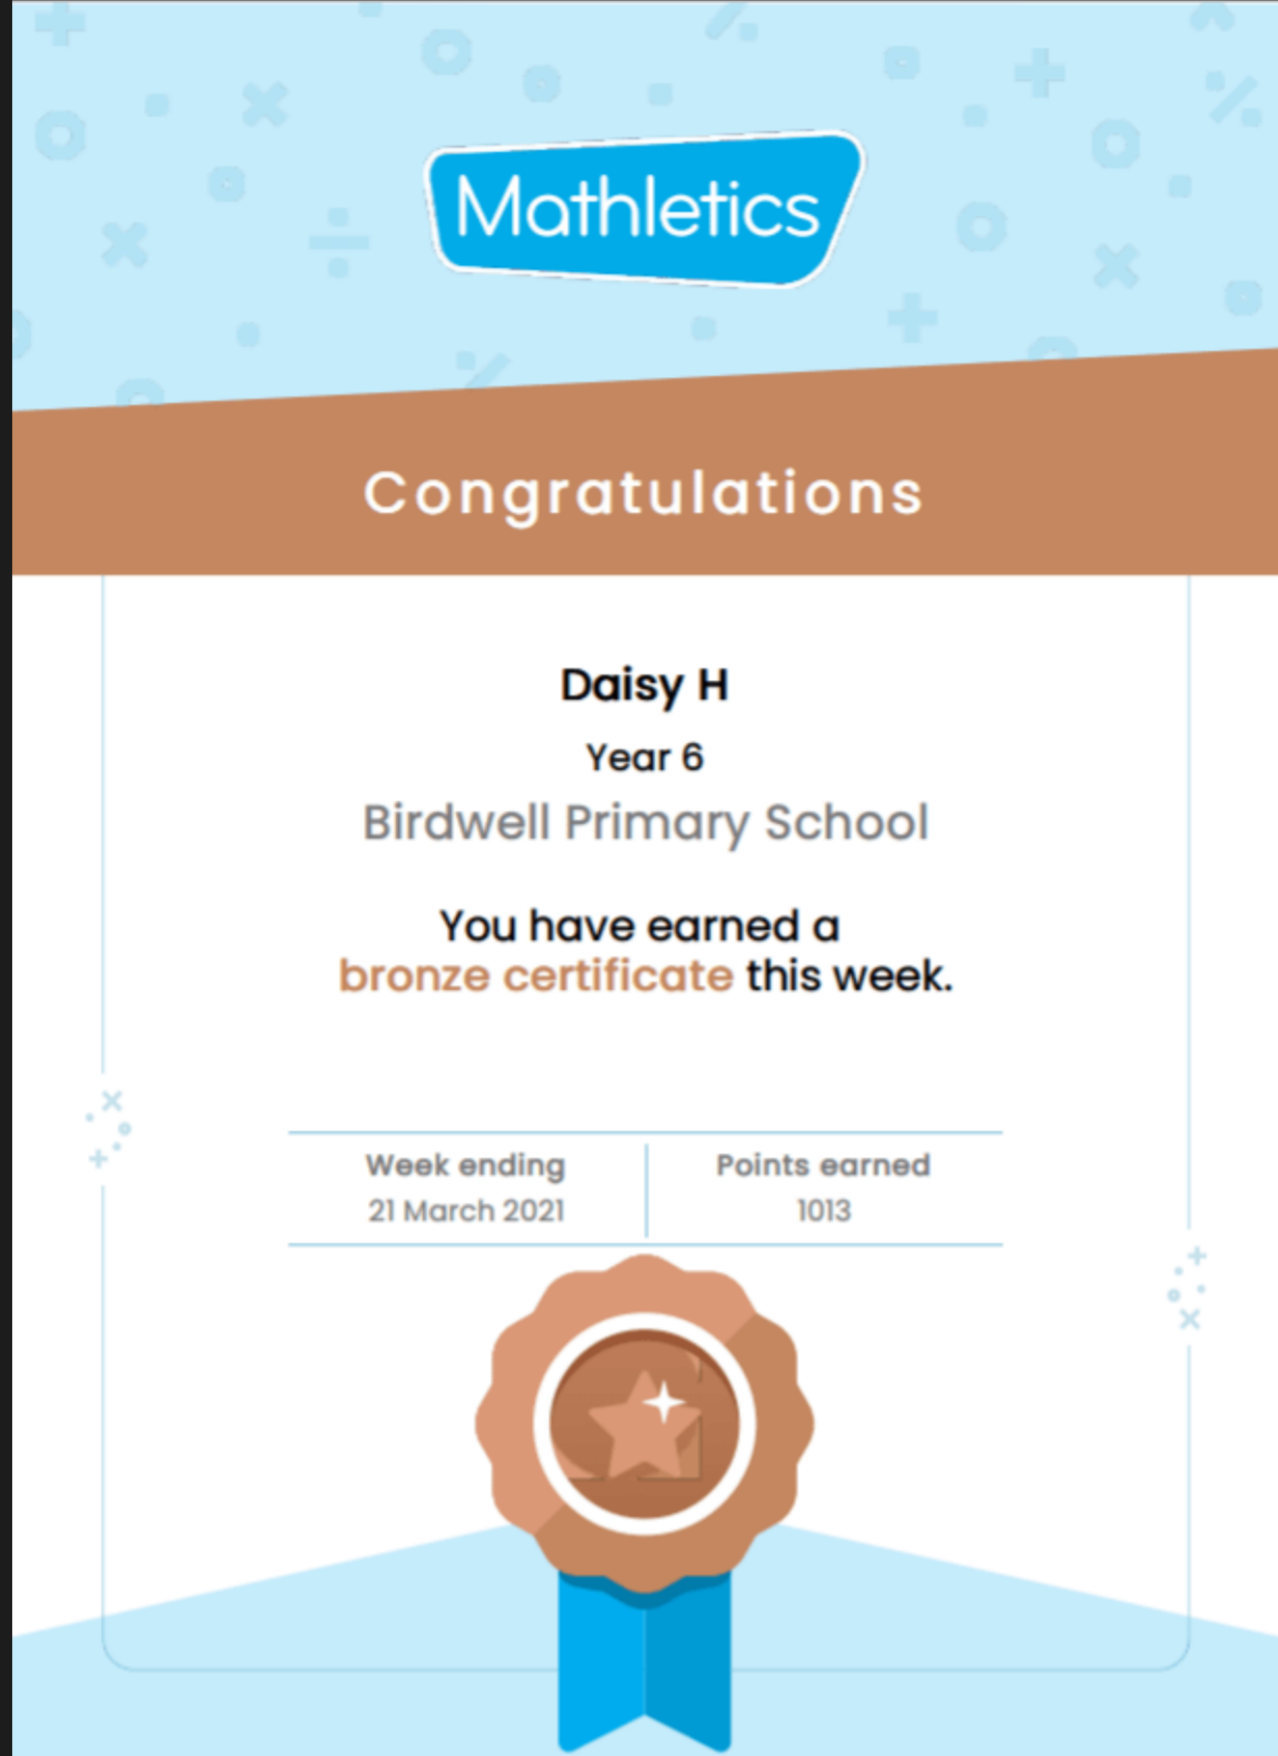 Mathletics
Congratulations
Daisy H
Year 6
Birdwell Primary School
You have earned a
bronze certificate this week.
Week ending
21 March 2021
Points earned
1013